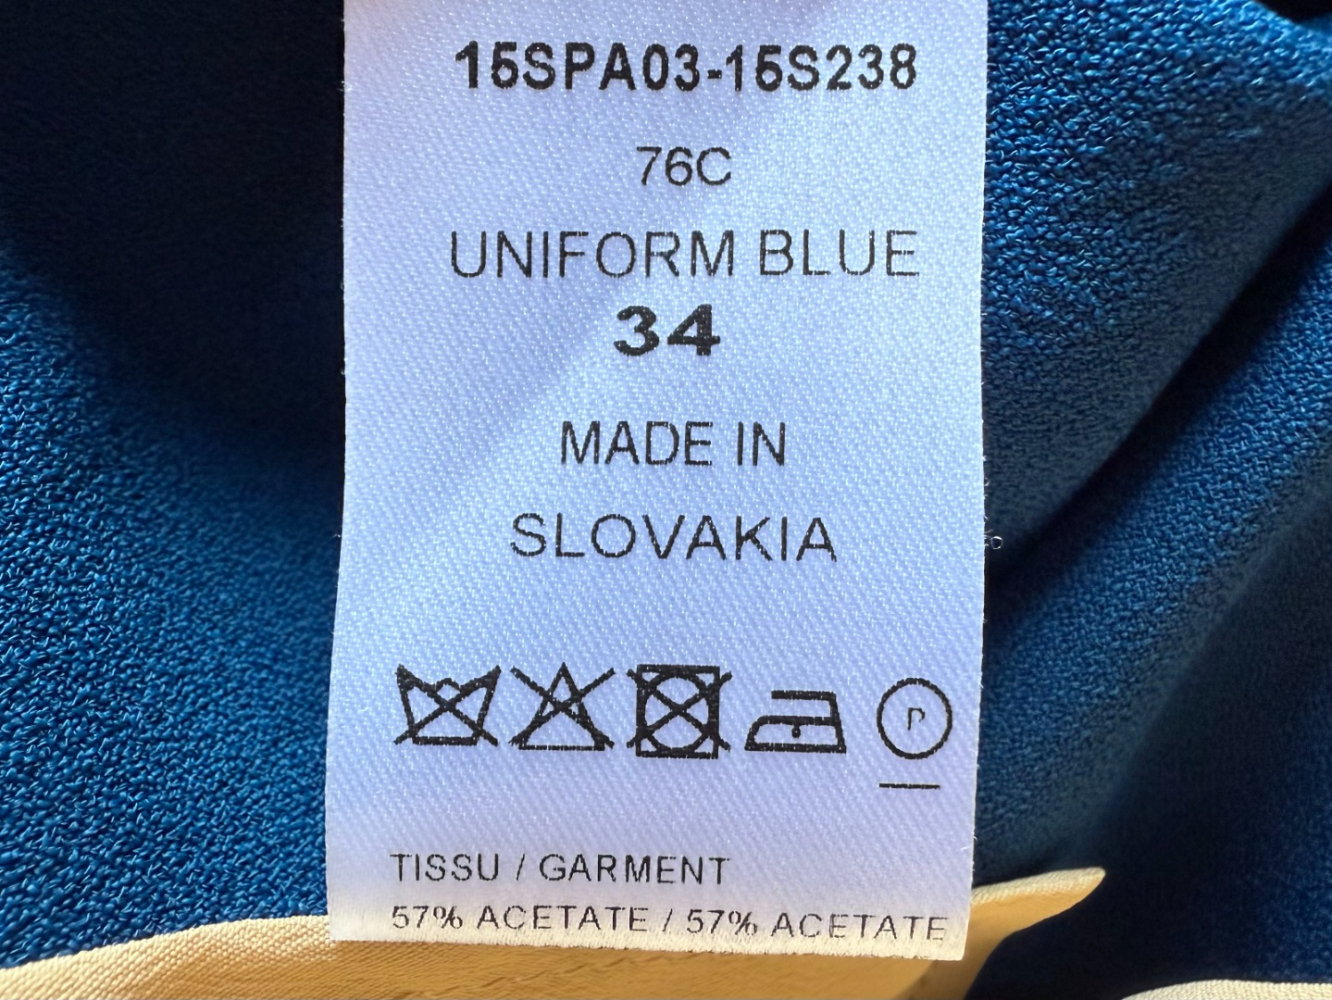 15SPA03-15S238
76C
UNIFORM BLUE
34
MADE IN
SLOVAKIA
P
TISSU / GARMENT
57% ACETATE / 57% ACETATE